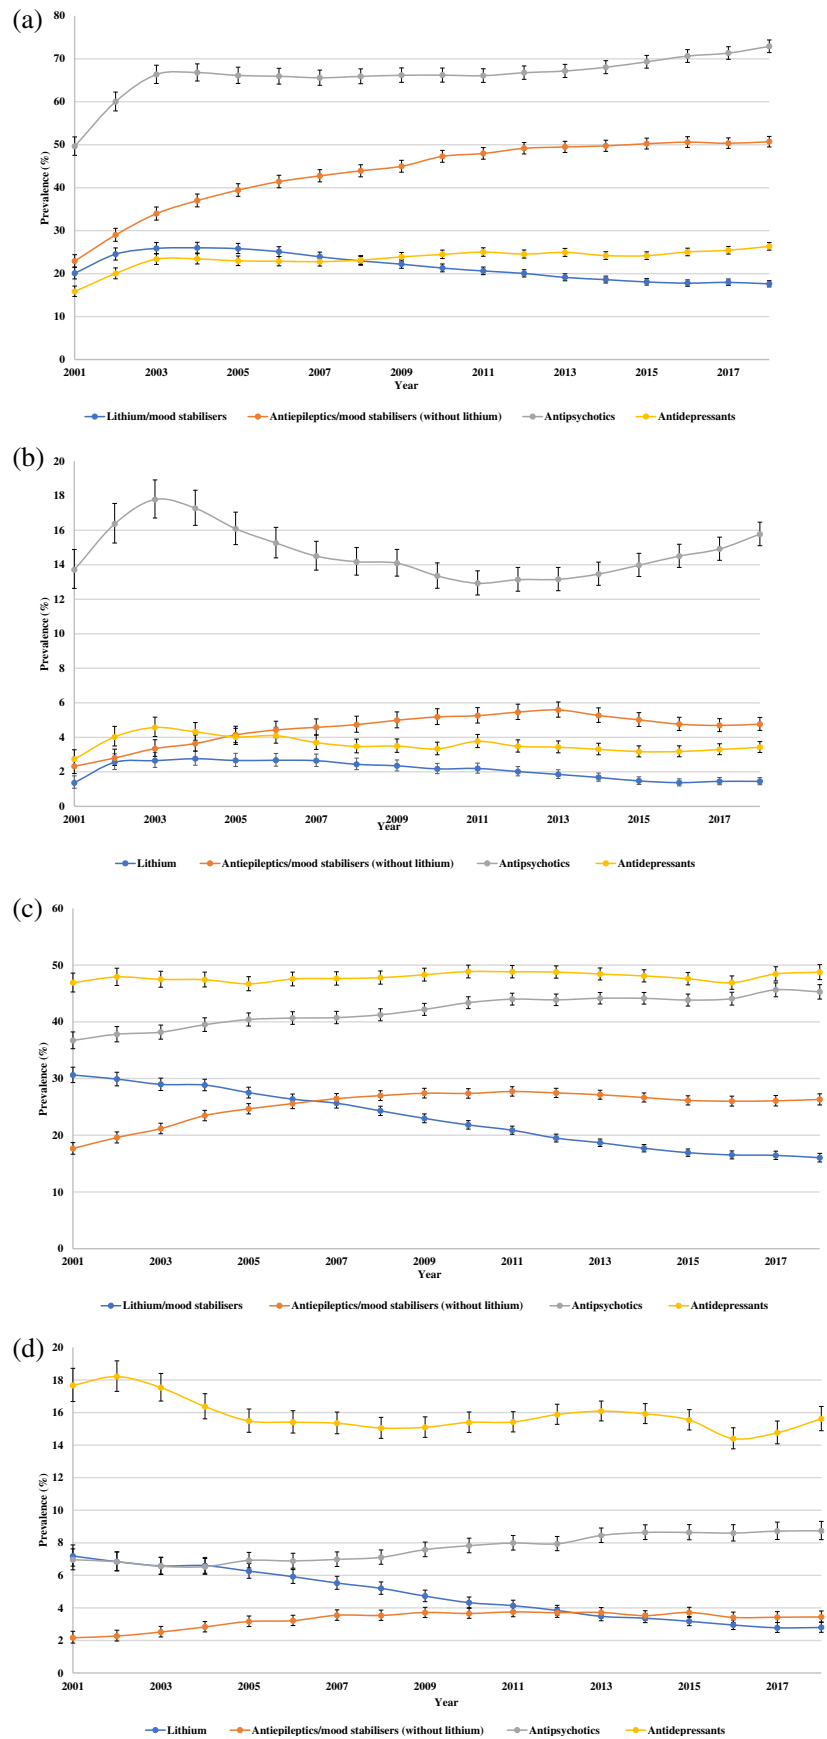 (a)
80
70
60
50
40
30
20
10
0
Prevalence (%)
2001 2003 2005 2007 2009 2011 2013 2015 2017
Year
Lithium/mood stabilisers Antiepileptics/mood stabilisers (without lithium) Antipsychotics Antidepressants
(b)
20
18
16
14
12
10
8
6
4
2
0
Prevalence (%)
2001 2003 2005 2007 2009 2011 2013 2015 2017
Year
Lithium Antiepileptics/mood stabilisers (without lithium) Antipsychotics Antidepressants
(c)
60
50
40
30
20
10
0
Prevalence (%)
2001 2003 2005 2007 2009 2011 2013 2015 2017
Year
Lithium/mood stabilisers Antiepileptics/mood stabilisers (without lithium) Antipsychotics Antidepressants
(d)
20
18
16
14
12
10
8
6
4
2
0
Prevalence (%)
2001 2003 2005 2007 2009 2011 2013 2015 2017
Year
Lithium Antiepileptics/mood stabilisers (without lithium) Antipsychotics Antidepressants